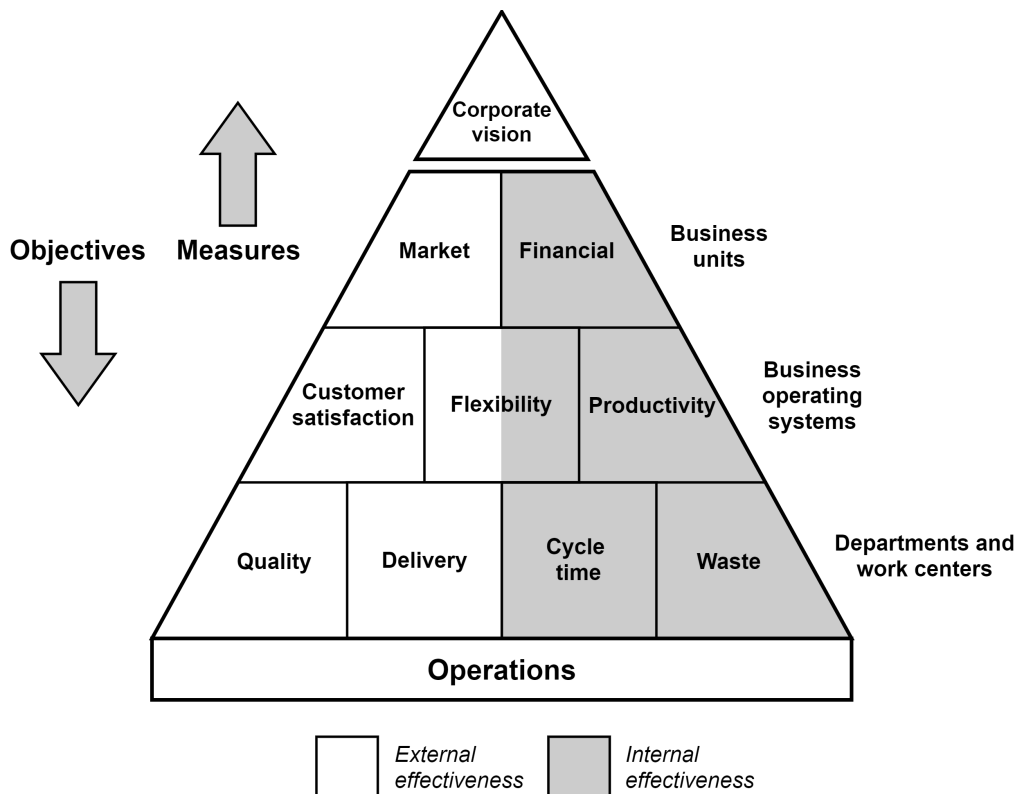 Corporate
vision
Objectives
Measures
Market
Financial
Business
units
Customer
satisfaction
Flexibility
Productivity
Business
operating
systems
Quality
Delivery
Cycle
time
Waste
Departments and
work centers
Operations
External
effectiveness
Internal
effectiveness